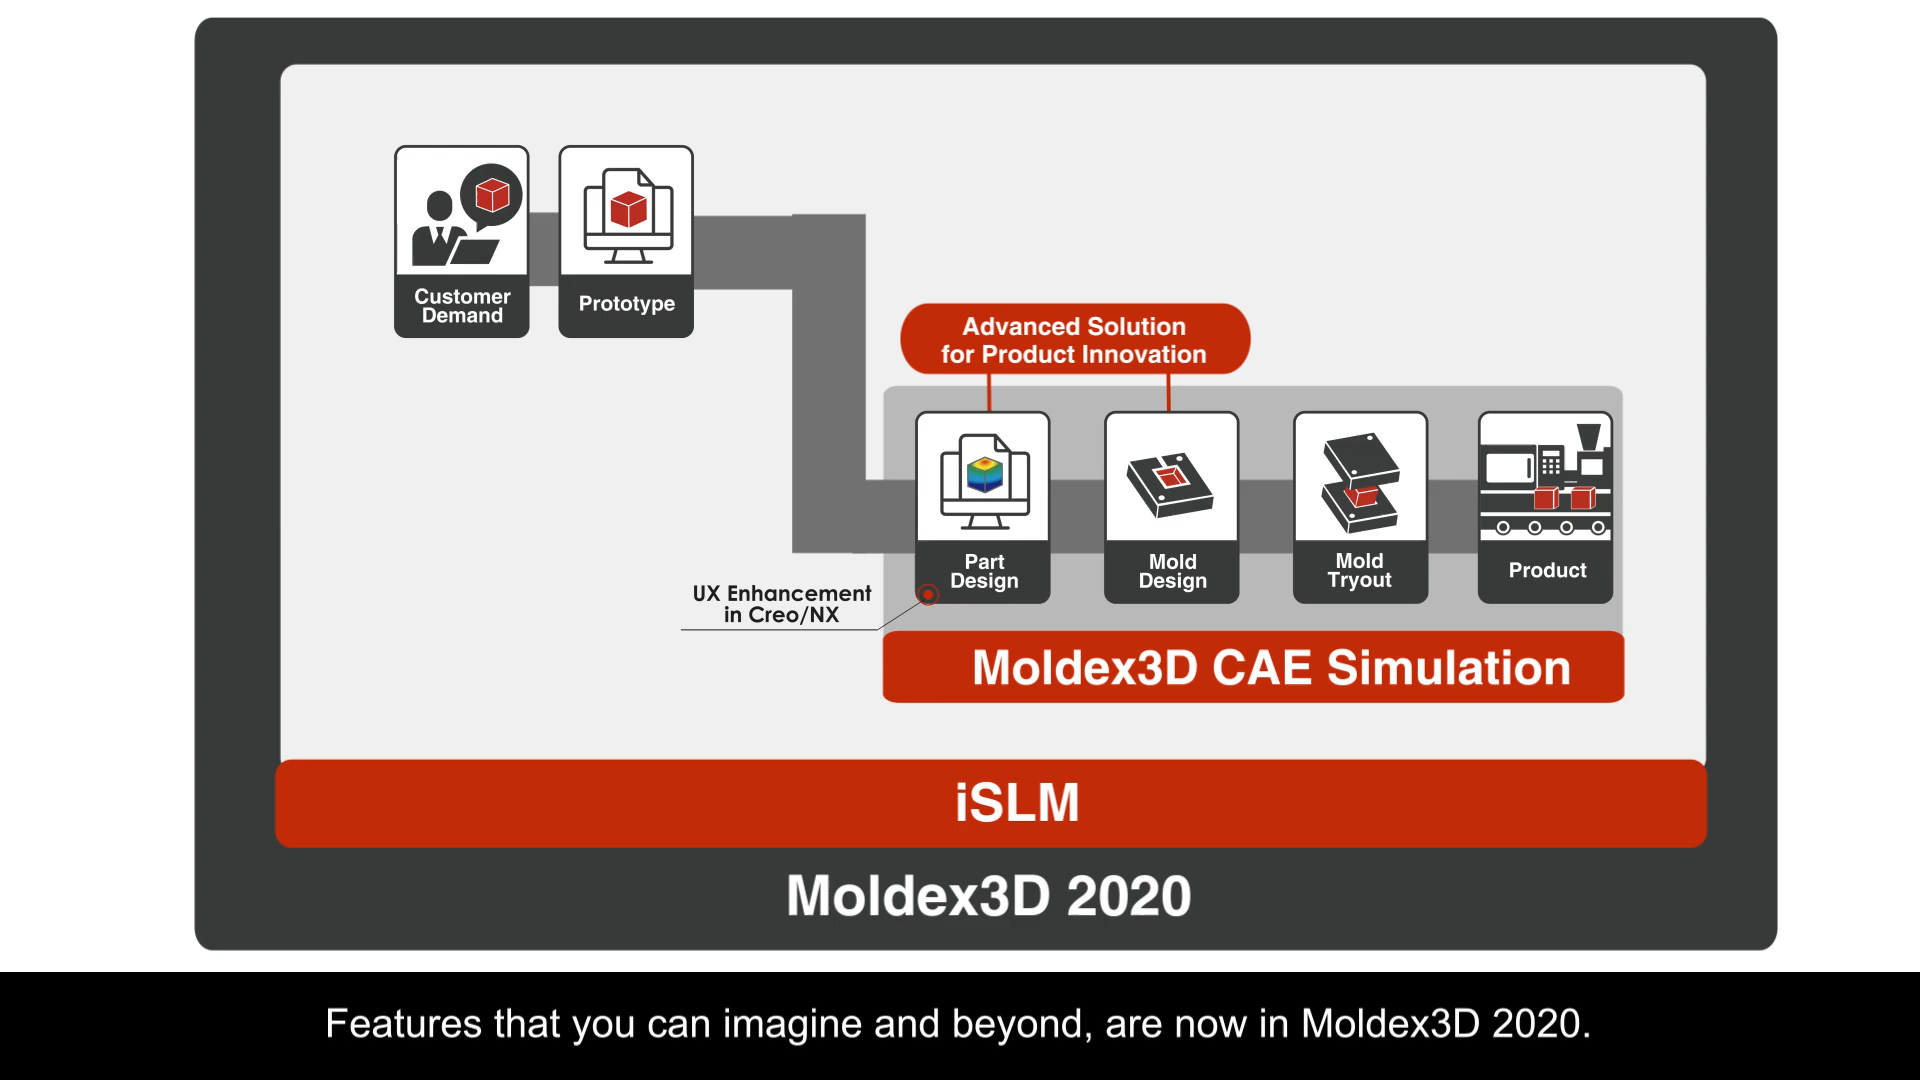 Customer
Demand
Prototype
Advanced Solution
for Product Innovation
Part
Design
Mold
Design
Mold
Tryout
Product
UX Enhancement
in Creo/NX
Moldex3D CAE Simulation
iSLM
Moldex3D 2020
Features that you can imagine and beyond, are now in Moldex3D 2020.